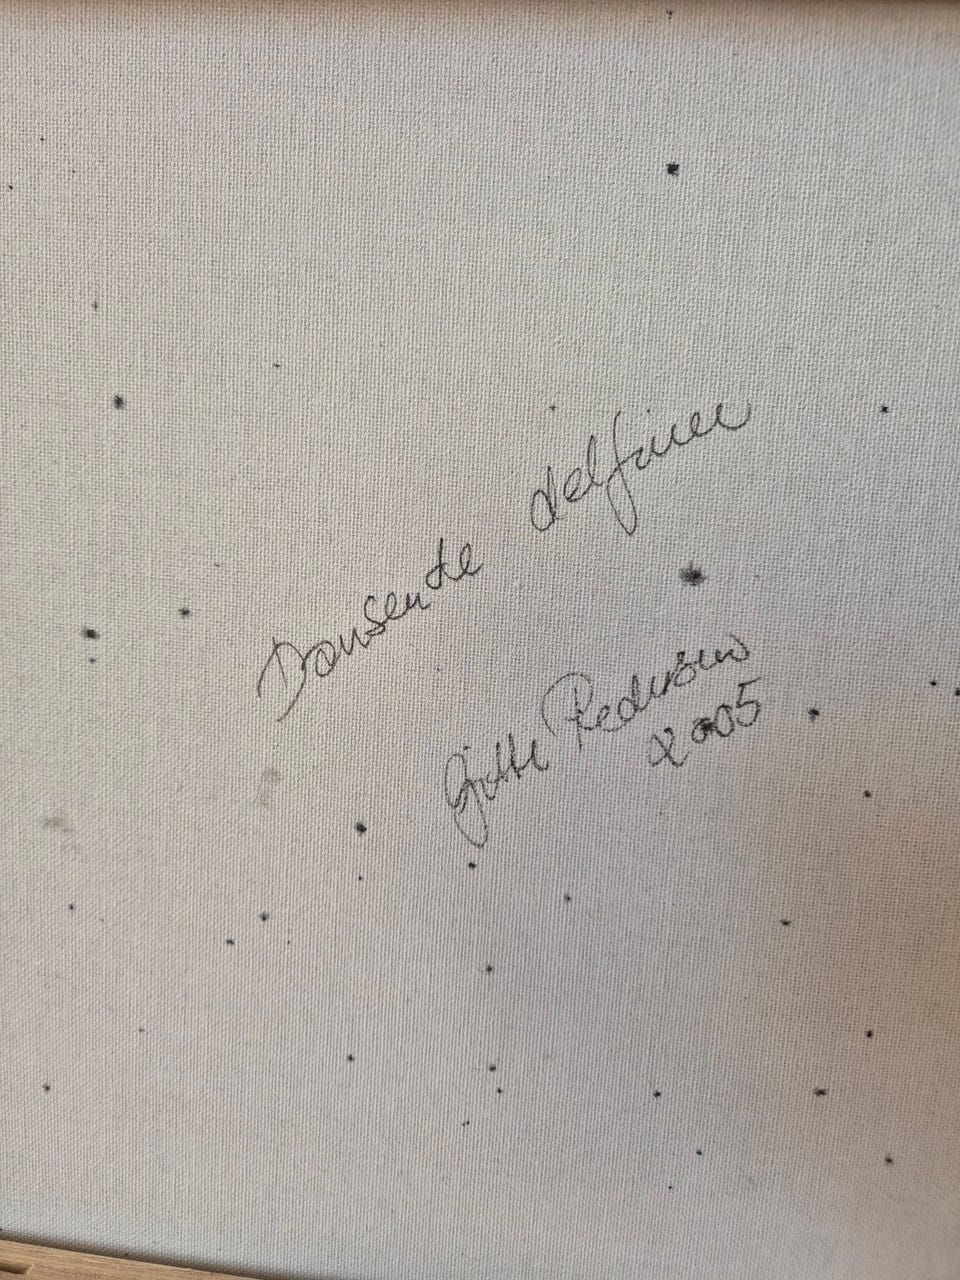 Dansende delfiner
Gitte Pedersen
2005